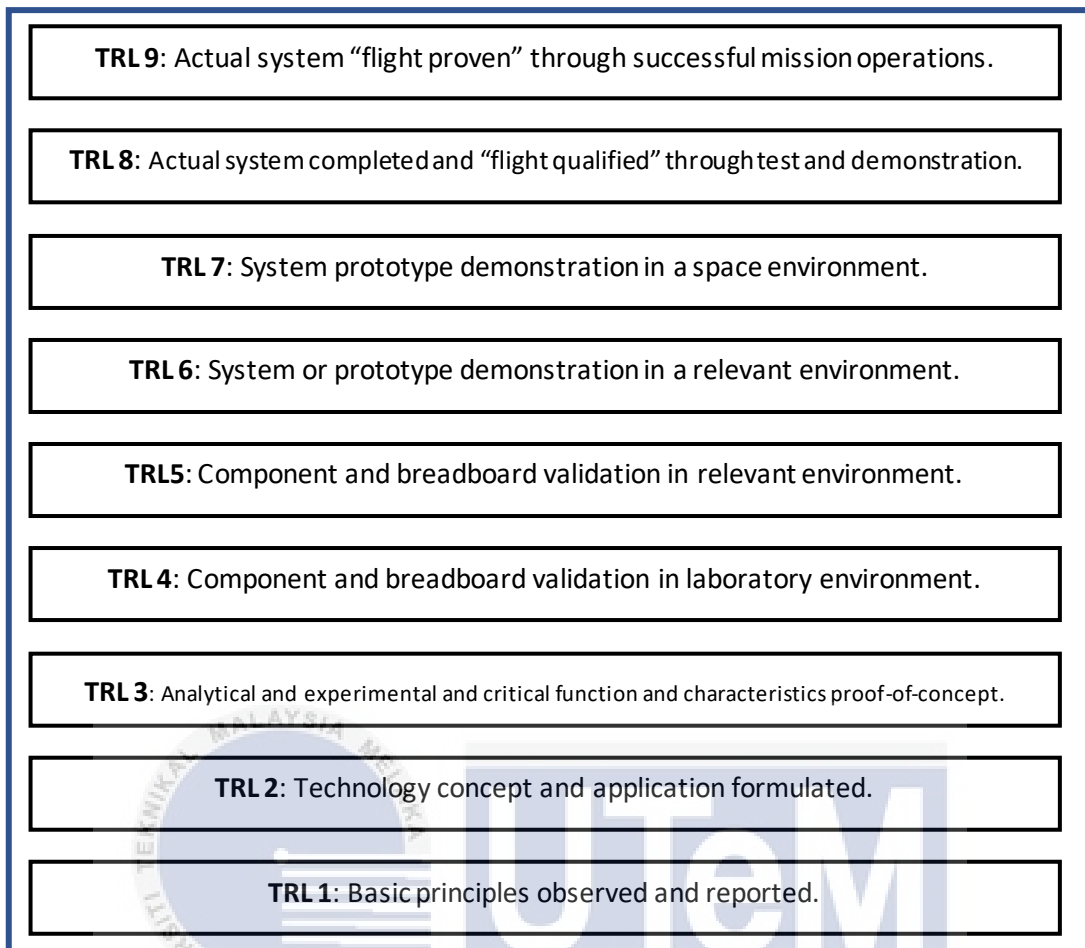 TRL 9: Actual system “flight proven” through successful mission operations.
TRL 8: Actual system completed and “flight qualified” through test and demonstration.
TRL 7: System prototype demonstration in a space environment.
TRL 6: System or prototype demonstration in a relevant environment.
TRL5: Component and breadboard validation in relevant environment.
TRL 4: Component and breadboard validation in laboratory environment.
TRL 3: Analytical and experimental and critical function and characteristics proof-of-concept.
TRL 2: Technology concept and application formulated.
TRL 1: Basic principles observed and reported.
TEKNIKAL MALAYSIA MELAKA
UTeM